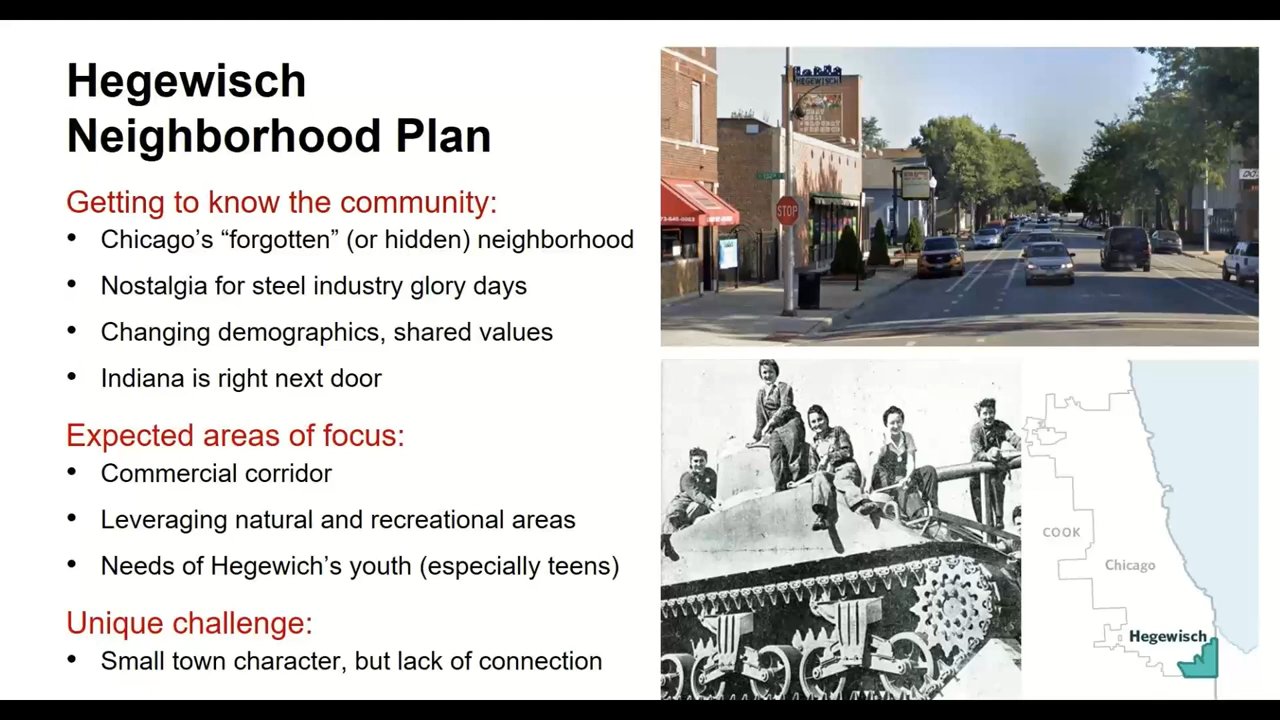 Hegewisch
Neighborhood Plan
Getting to know the community:
• Chicago's “forgotten” (or hidden) neighborhood
• Nostalgia for steel industry glory days
• Changing demographics, shared values
• Indiana is right next door
Expected areas of focus:
• Commercial corridor
• Leveraging natural and recreational areas
• Needs of Hegewich's youth (especially teens)
Unique challenge:
• Small town character, but lack of connection
HEGEWISCH
STOP
COOK
Chicago
Hegewisch